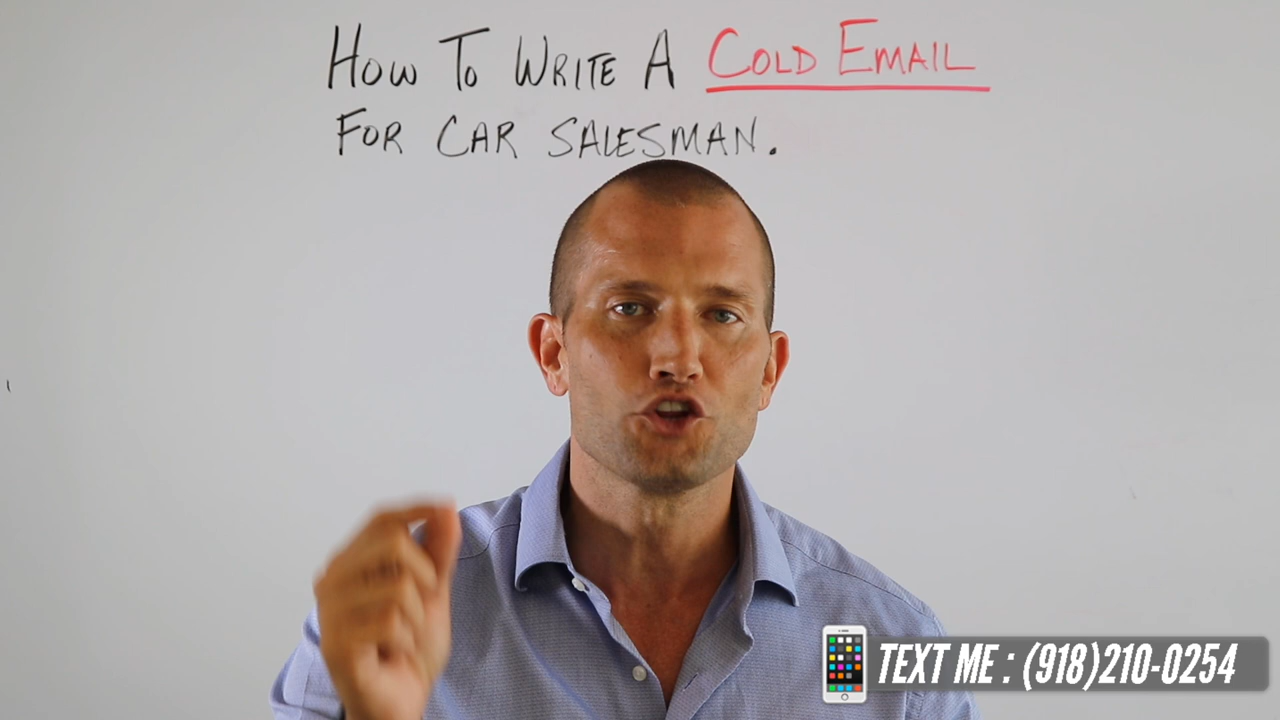 How To WRITE A COLD EMAIL
FOR CAR SALESMAN.
TEXT ME : (918)210-0254